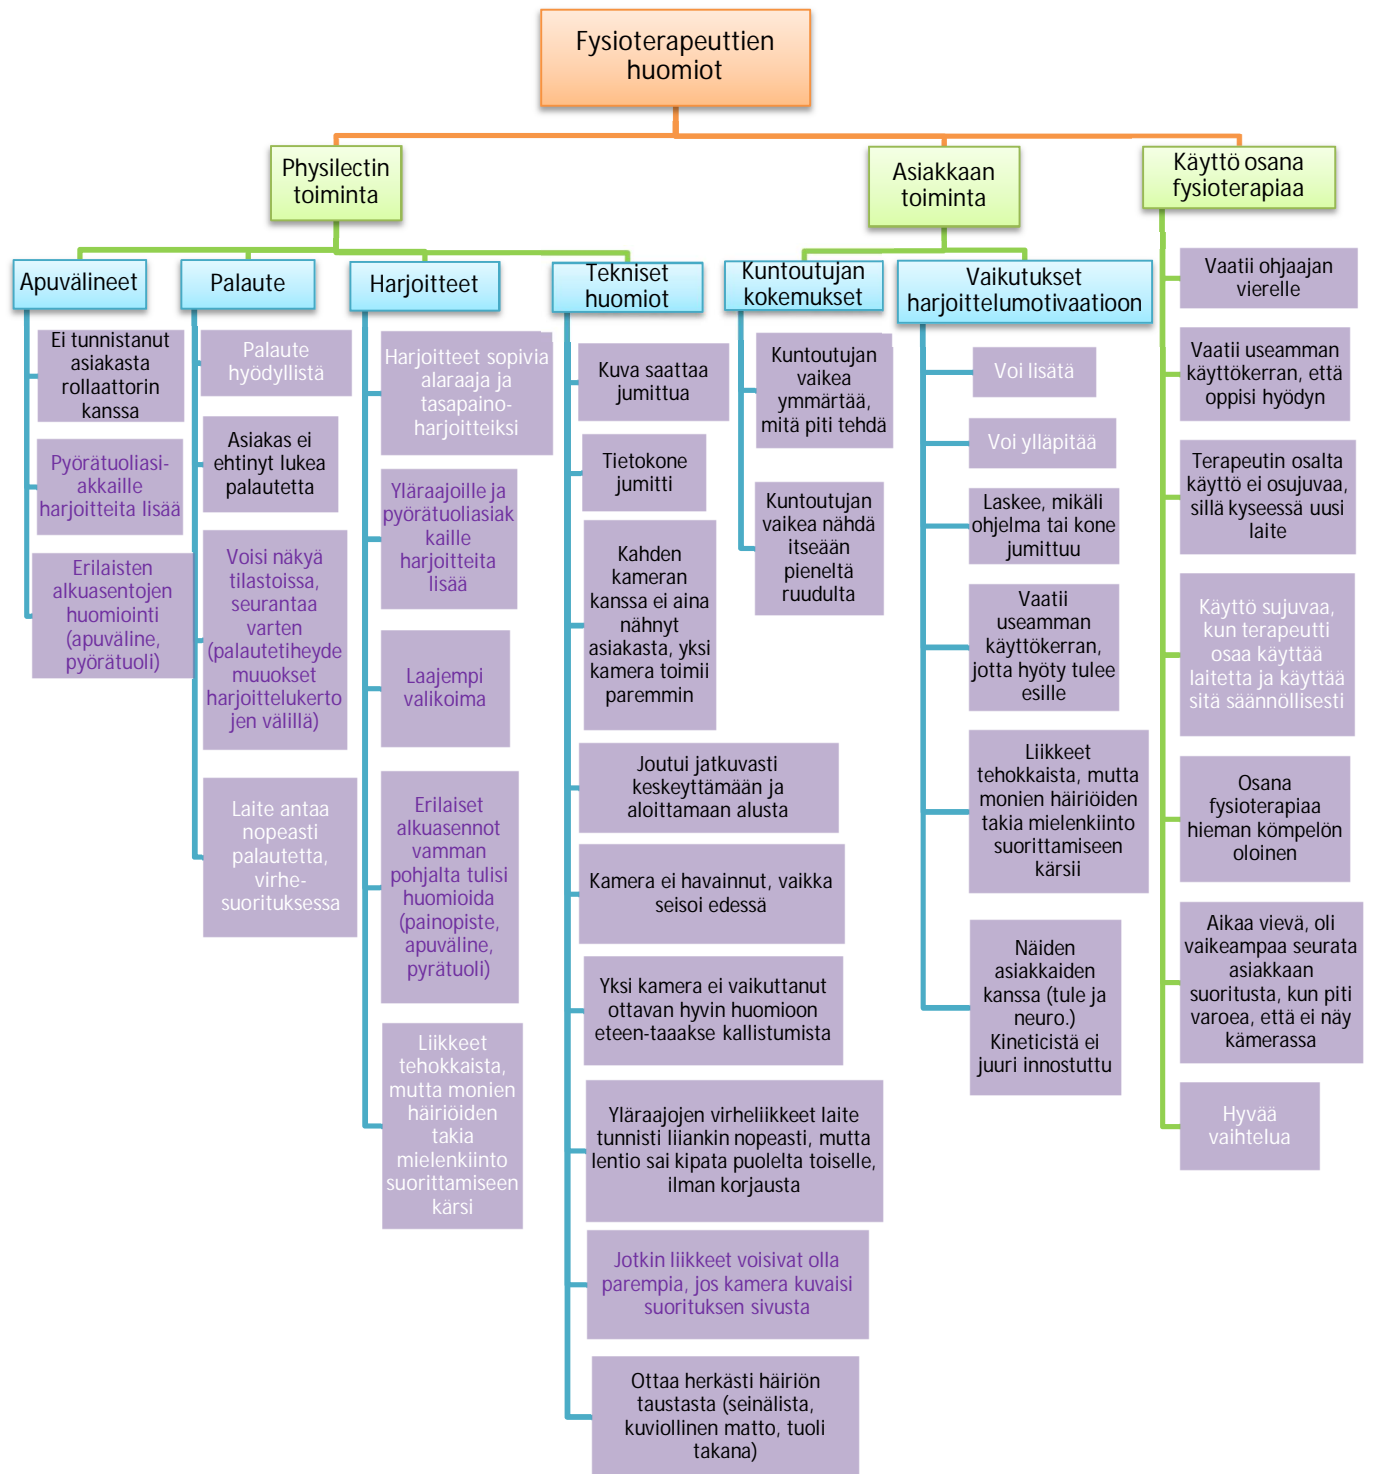 Fysioterapeuttien
huomiot
Physilectin
toiminta
Asiakkaan
toiminta
Käyttö osana
fysioterapiaa
Apuvälineet
Palaute
Harjoitteet
Tekniset
huomiot
Kuntoutujan
kokemukset
Vaikutukset
harjoittelumotivaatioon
Ei tunnistanut
asiakasta
rollaattorin
kanssa
Pyörätuoliasi-
akkaille
harjoitteita lisää
Erilaisten
alkuasentojen
huomiointi
(apuväline,
pyörätuoli)
Palaute
hyödyllistä
Asiakas ei
ehtinyt lukea
palautetta
Voisi näkyä
tilastoissa,
seurantaa
varten
(palautetiheyde
muuokset
harjoittelukerto
jen välillä)
Laite antaa
nopeasti
palautetta,
virhe-
suorituksessa
Harjoitteet sopivia
alaraaja ja
tasapaino-
harjoitteiksi
Yläraajoille ja
pyörätuoliasiak
kaille
harjoitteita
lisää
Laajempi
valikoima
Erilaiset
alkuasennot
vamman
pohjalta tulisi
huomioida
(painopiste,
apuväline,
pyrätuoli)
Liikkeet
tehokkaista,
mutta monien
häiriöiden
takia
mielenkiinto
suorittamiseen
kärsi
Kuva saattaa
jumittua
Tietokone
jumitti
Kahden
kameran
kanssa ei aina
nähnyt
asiakasta, yksi
kamera toimii
paremmin
Joutui jatkuvasti
keskeyttämään ja
aloittamaan alusta
Kamera ei havainnut, vaikka
seisoi edessä
Yksi kamera ei vaikuttanut
ottavan hyvin huomioon
eteen-taaakse kallistumista
Yläraajojen virheliikkeet laite
tunnisti liiankin nopeasti, mutta
lentio sai kipata puolelta toiselle,
ilman korjausta
Jotkin liikkeet voisivat olla
parempia, jos kamera kuvaisi
suorituksen sivusta
Ottaa herkästi häiriön
taustasta (seinälista,
kuviollinen matto, tuoli
takana)
Kuntoutujan
vaikea
ymmärtää,
mitä piti tehdä
Kuntoutujan
vaikea nähdä
itseään
pieneltä
ruudulta
Voi lisätä
Voi ylläpitää
Laskee, mikäli
ohjelma tai kone
jumittuu
Vaatii
useamman
käyttökerran,
jotta hyöty tulee
esille
Liikkeet
tehokkaista, mutta
monien häiriöiden
takia mielenkiinto
suorittamiseen
kärsii
Näiden
asiakkaiden
kanssa (tule ja
neuro.)
Kineticistä ei
juuri innostuttu
Vaatii ohjaajan
vierelle
Vaatii useamman
käyttökerran, että
oppisi hyödyn
Terapeutin osalta
käyttö ei osujuvaa,
sillä kyseessä uusi
laite
Käyttö sujuvaa,
kun terapeutti
osaa käyttää
laitetta ja käyttää
sitä säännöllisesti
Osana
fysioterapiaa
hieman kömpelön
oloinen
Aikaa vievä, oli
vaikeampaa seurata
asiakkaan
suoritusta, kun piti
varoea, että ei näy
kämerassa
Hyvää
vaihtelua